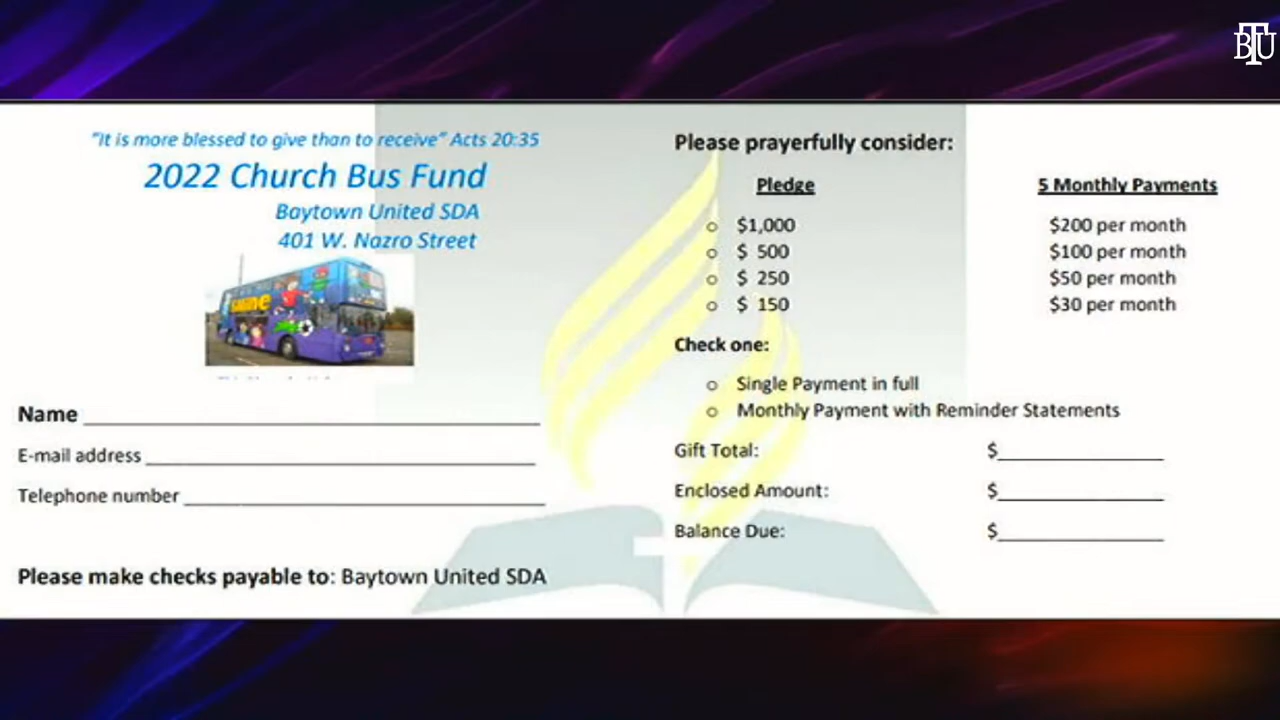 BTU
"It is more blessed to give than to receive" Acts 20:35
2022 Church Bus Fund
Baytown United SDA
401 W. Nazro Street
Name
E-mail address
Telephone number
Please make checks payable to: Baytown United SDA
Please prayerfully consider:
Pledge 5 Monthly Payments
o $1,000 $200 per month
o $ 500 $100 per month
o $ 250 $50 per month
o $ 150 $30 per month
Check one:
o Single Payment in full
o Monthly Payment with Reminder Statements
Gift Total: $
Enclosed Amount: $
Balance Due: $